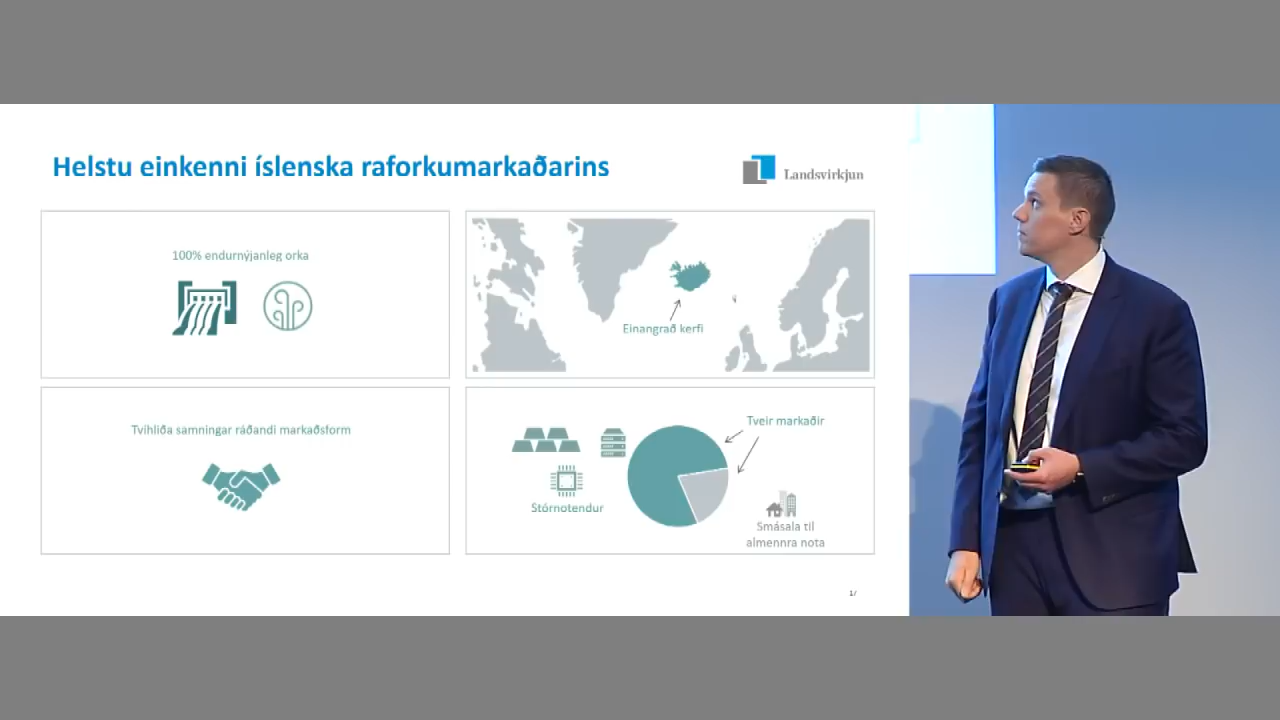 Helstu einkenni íslenska raforkumarkaðarins
Landsvirkjun
100% endurnýjanleg orka
Einangrað kerfi
Tvíhliða samningar ráðandi markaðsform
Tveir markaðir
Stórnotendur
Smásala til
almennra nota